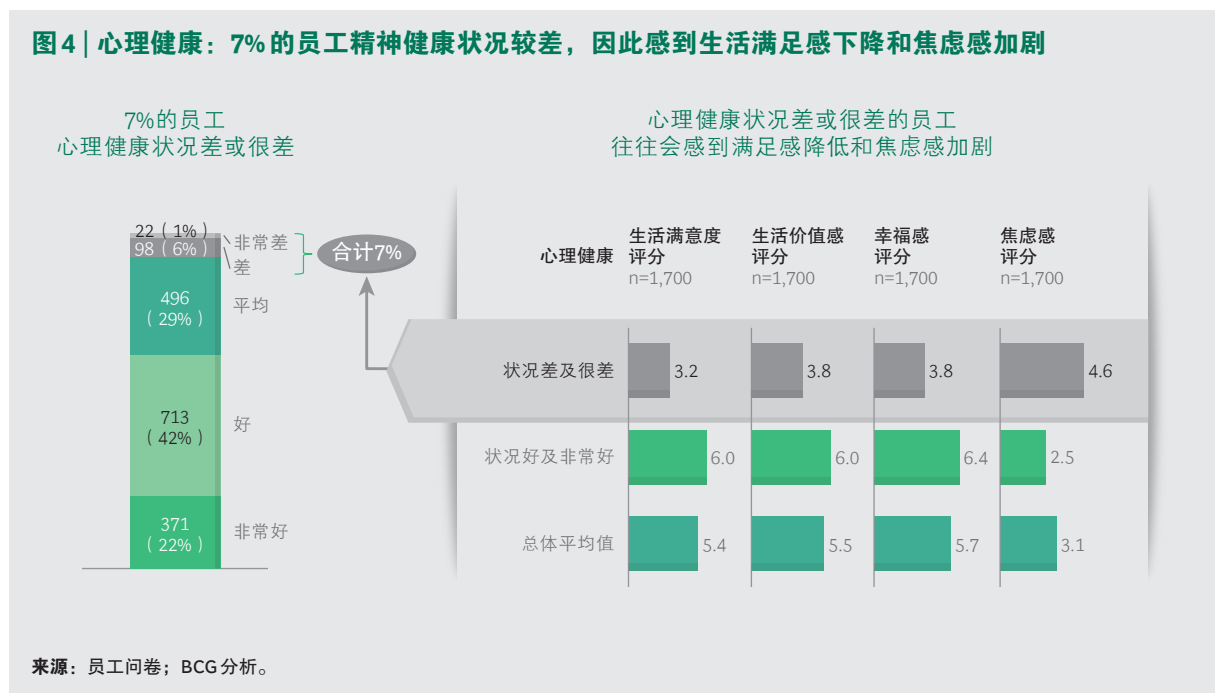 图4 | 心理健康：7%的员工精神健康状况较差，因此感到生活满足感下降和焦虑感加剧
7%的员工
心理健康状况差或很差
22（1%）
98（6%）
非常差
差
合计7%
496
（29%）
平均
713
（42%）
好
371
（22%）
非常好
心理健康状况差或很差的员工
往往会感到满足感降低和焦虑感加剧
心理健康
生活满意度
评分
n=1,700
生活价值感
评分
n=1,700
幸福感
评分
n=1,700
焦虑感
评分
n=1,700
状况差及很差 3.2 3.8 3.8 4.6
状况好及非常好 6.0 6.0 6.4 2.5
总体平均值 5.4 5.5 5.7 3.1
来源：员工问卷；BCG分析。